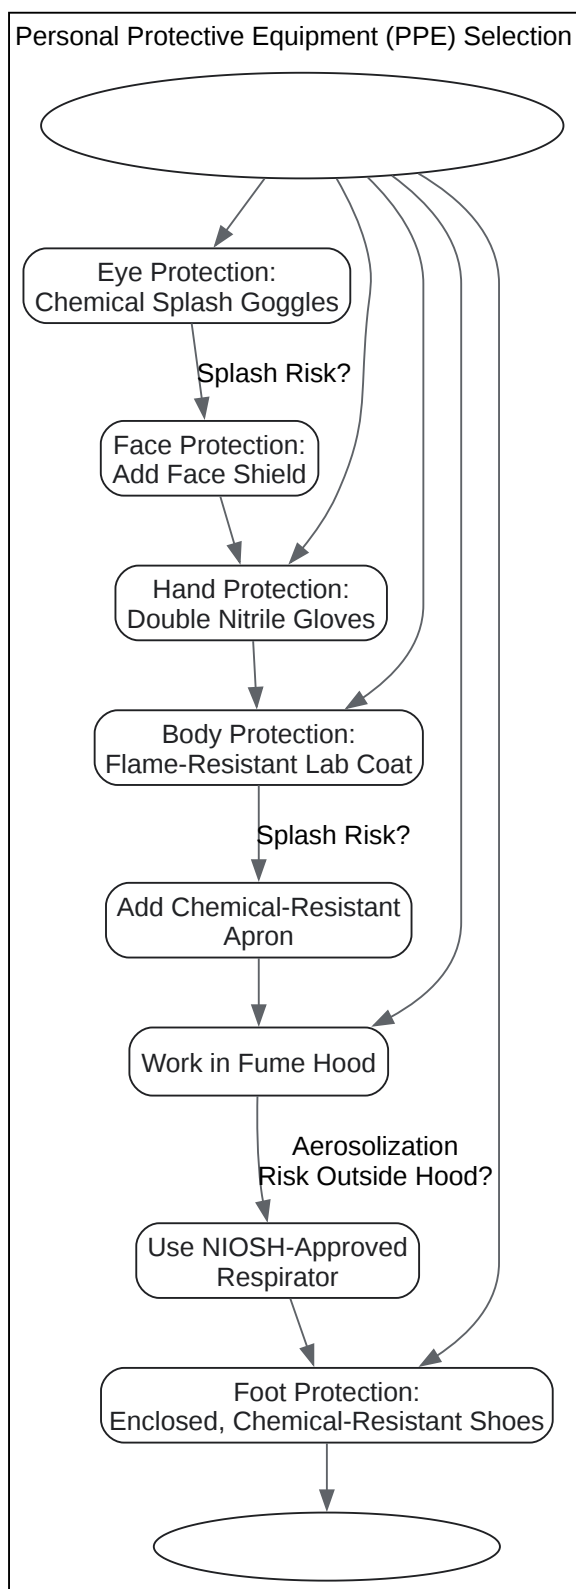 Personal Protective Equipment (PPE) Selection
Eye Protection:
Chemical Splash Goggles
Splash Risk?
Face Protection:
Add Face Shield
Hand Protection:
Double Nitrile Gloves
Body Protection:
Flame-Resistant Lab Coat
Splash Risk?
Add Chemical-Resistant
Apron
Work in Fume Hood
Aerosolization
Risk Outside Hood?
Use NIOSH-Approved
Respirator
Foot Protection:
Enclosed, Chemical-Resistant Shoes